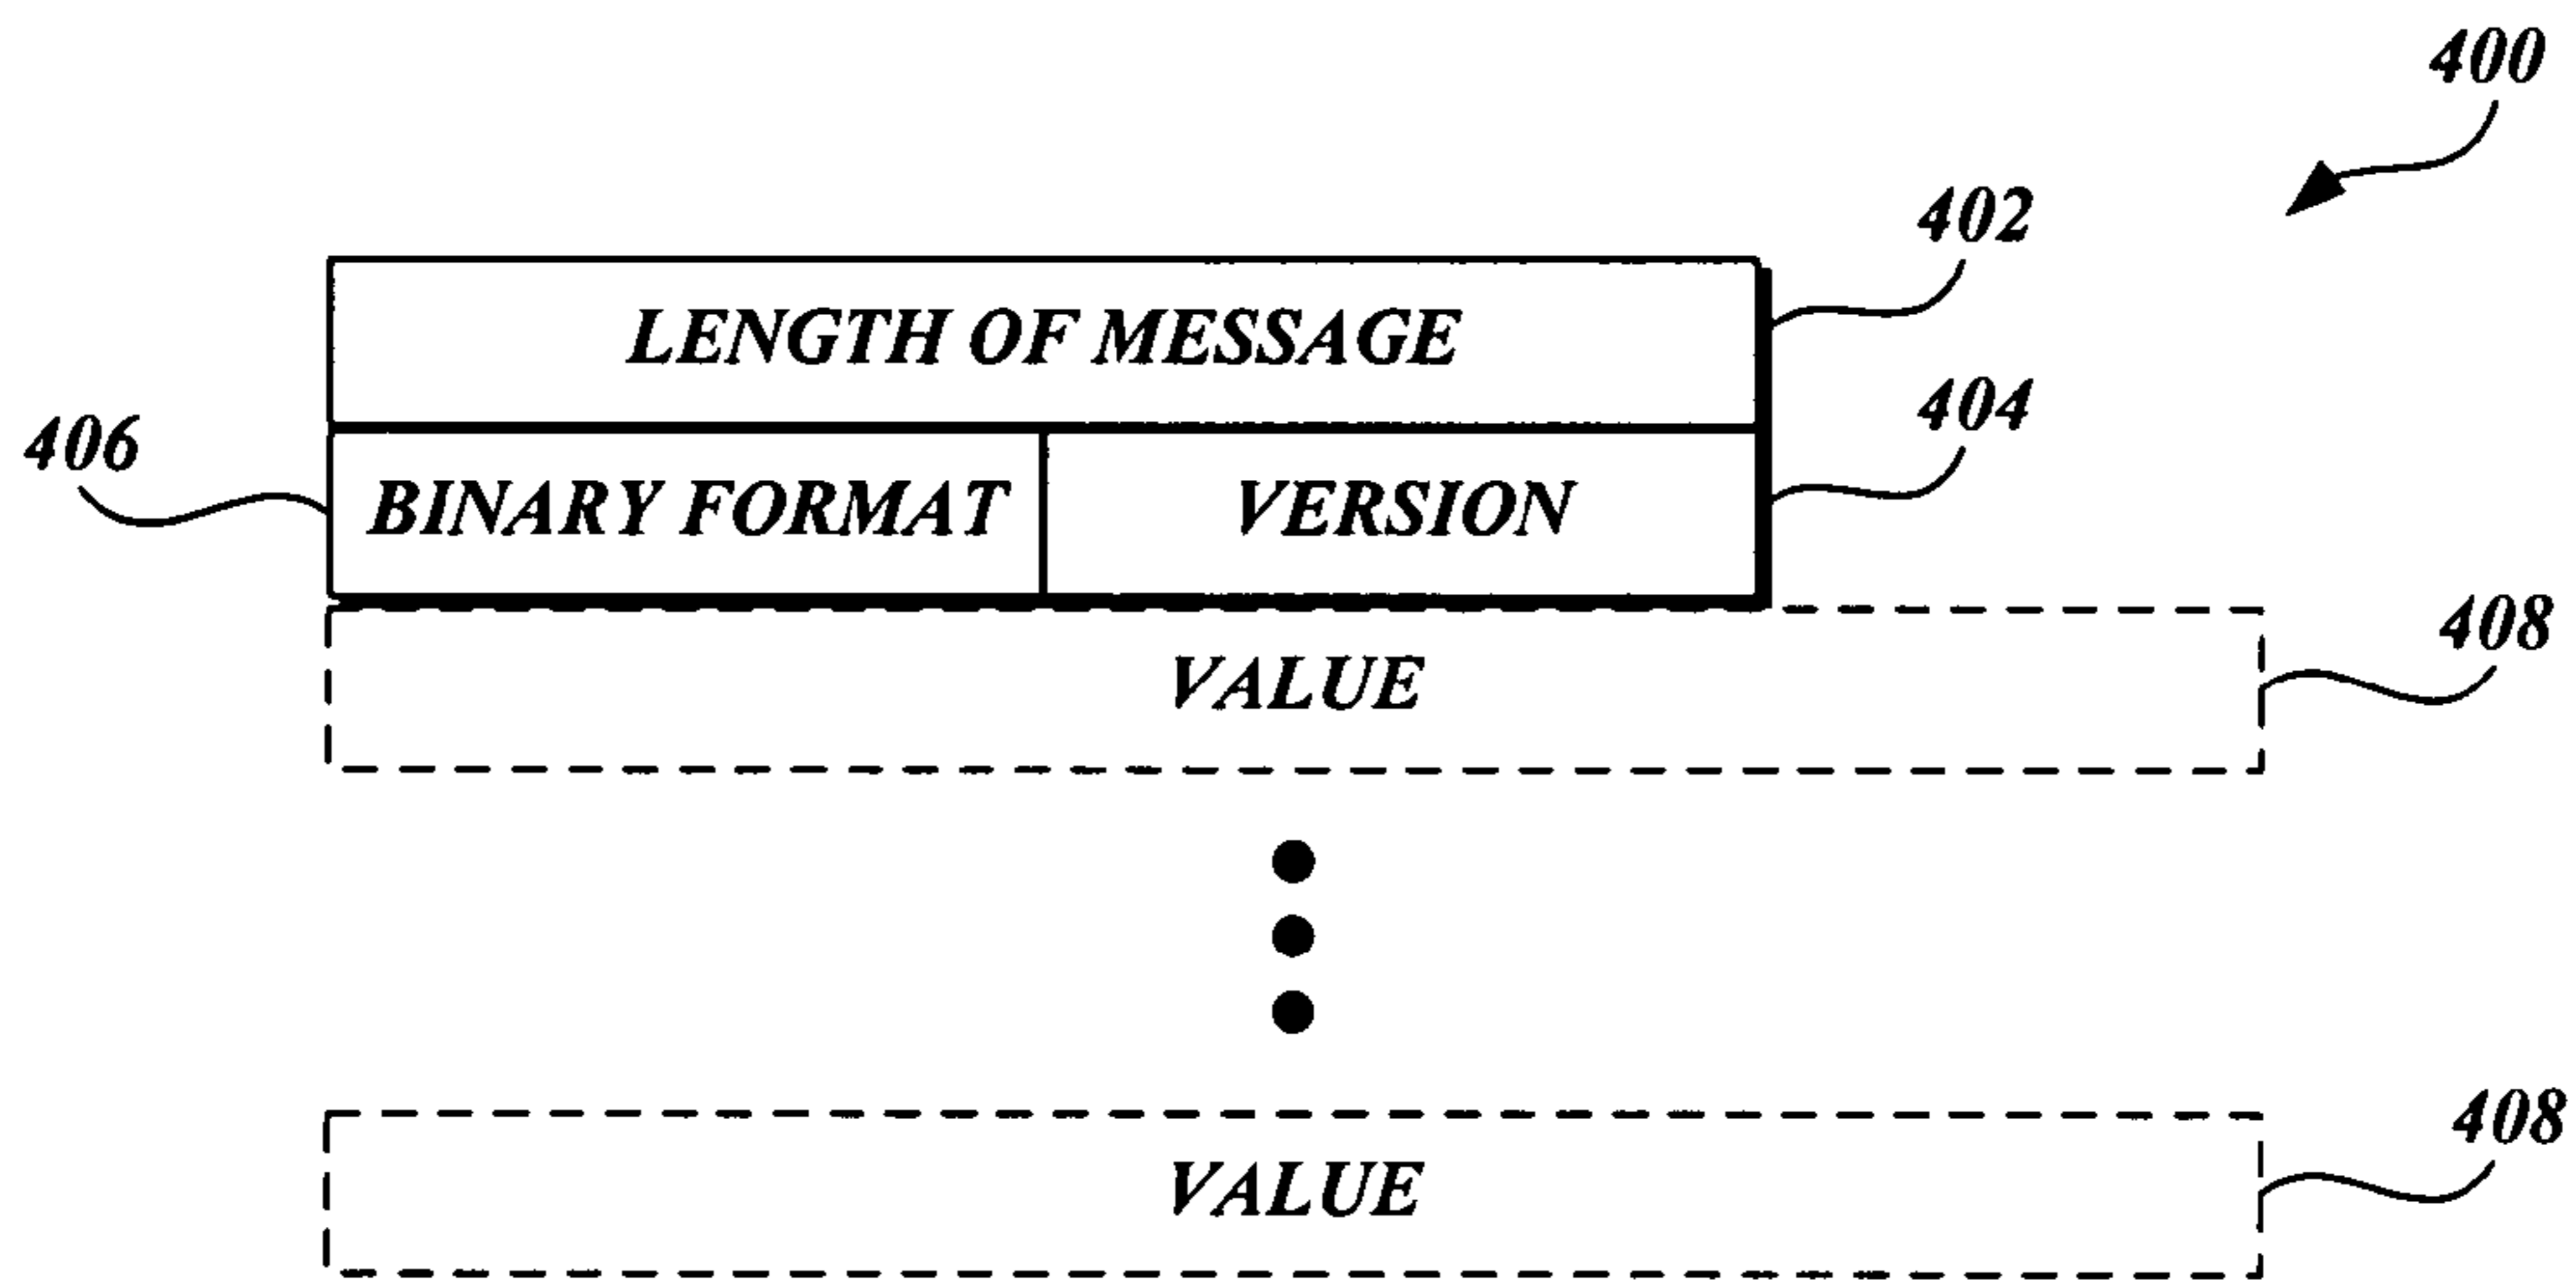 400
402
LENGTH OF MESSAGE
404
406
BINARY FORMAT
VERSION
408
VALUE
408
VALUE